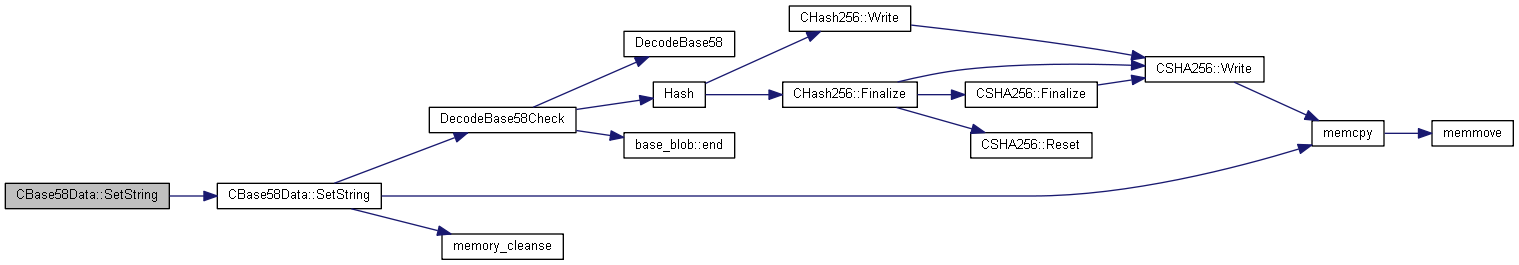 CBase58Data::SetString
CBase58Data::SetString
DecodeBase58Check
memory_cleanse
DecodeBase58
Hash
base_blob::end
CHash256::Write
CHash256::Finalize
CSHA256::Finalize
CSHA256::Reset
CSHA256::Write
memcpy
memmove